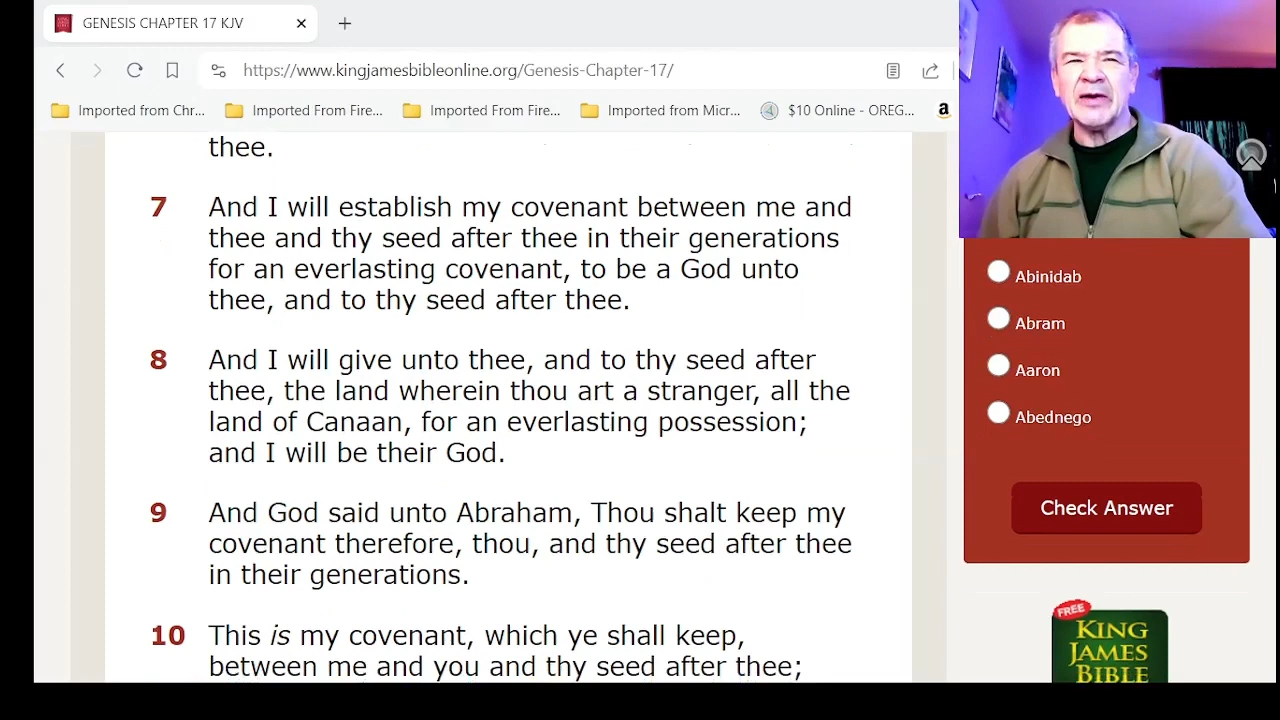 GENESIS CHAPTER 17 KJV
https://www.kingjamesbibleonline.org/Genesis-Chapter-17/
Imported from Chr...
Imported From Fire...
Imported From Fire...
Imported from Micr...
$10 Online - OREG...
a
thee.
7 And I will establish my covenant between me and
thee and thy seed after thee in their generations
for an everlasting covenant, to be a God unto
thee, and to thy seed after thee.
8 And I will give unto thee, and to thy seed after
thee, the land wherein thou art a stranger, all the
land of Canaan, for an everlasting possession;
and I will be their God.
9 And God said unto Abraham, Thou shalt keep my
covenant therefore, thou, and thy seed after thee
in their generations.
10 This is my covenant, which ye shall keep,
between me and you and thy seed after thee;
Abinidab
Abram
Aaron
Abednego
Check Answer
FREE
KING
JAMES
BIBLE